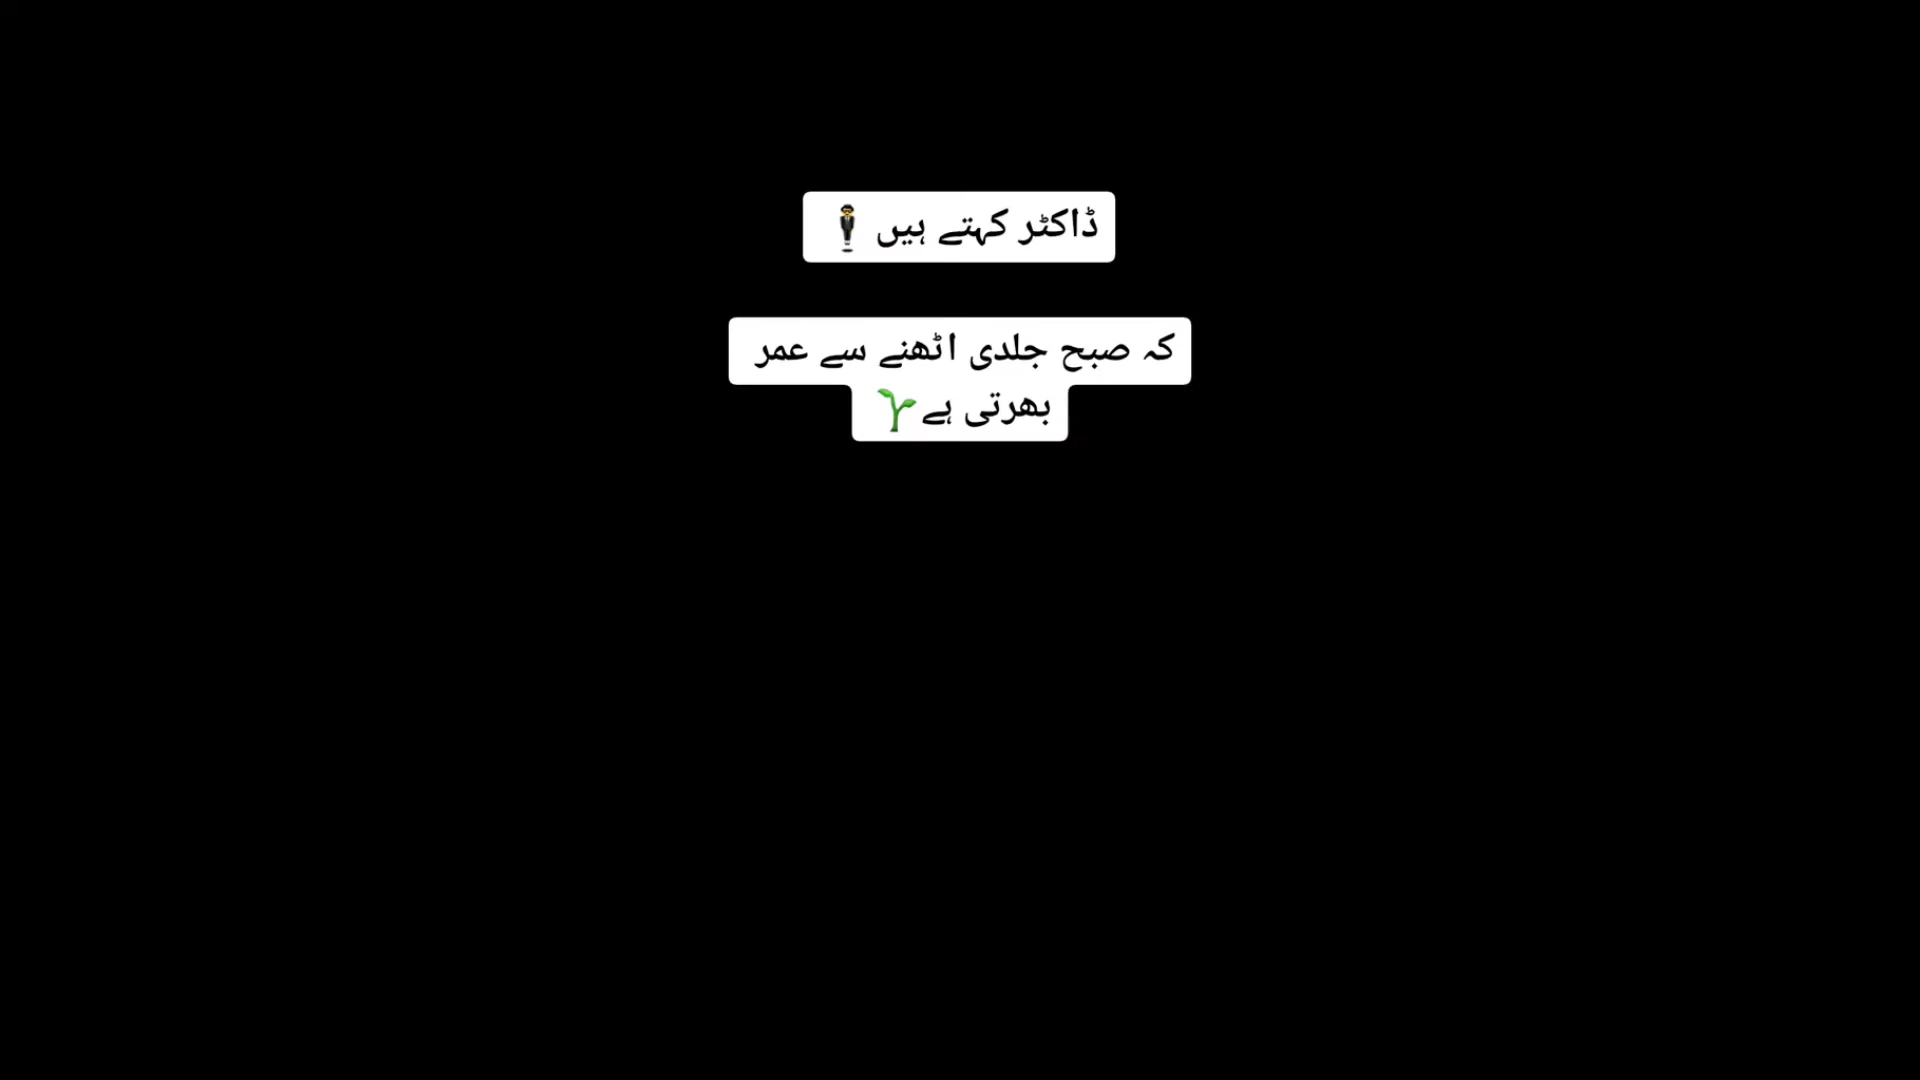 ڈاکٹر کہتے ہیں 🕴
کہ صبح جلدی اٹھنے سے عمر
بھرتی ہے🌱